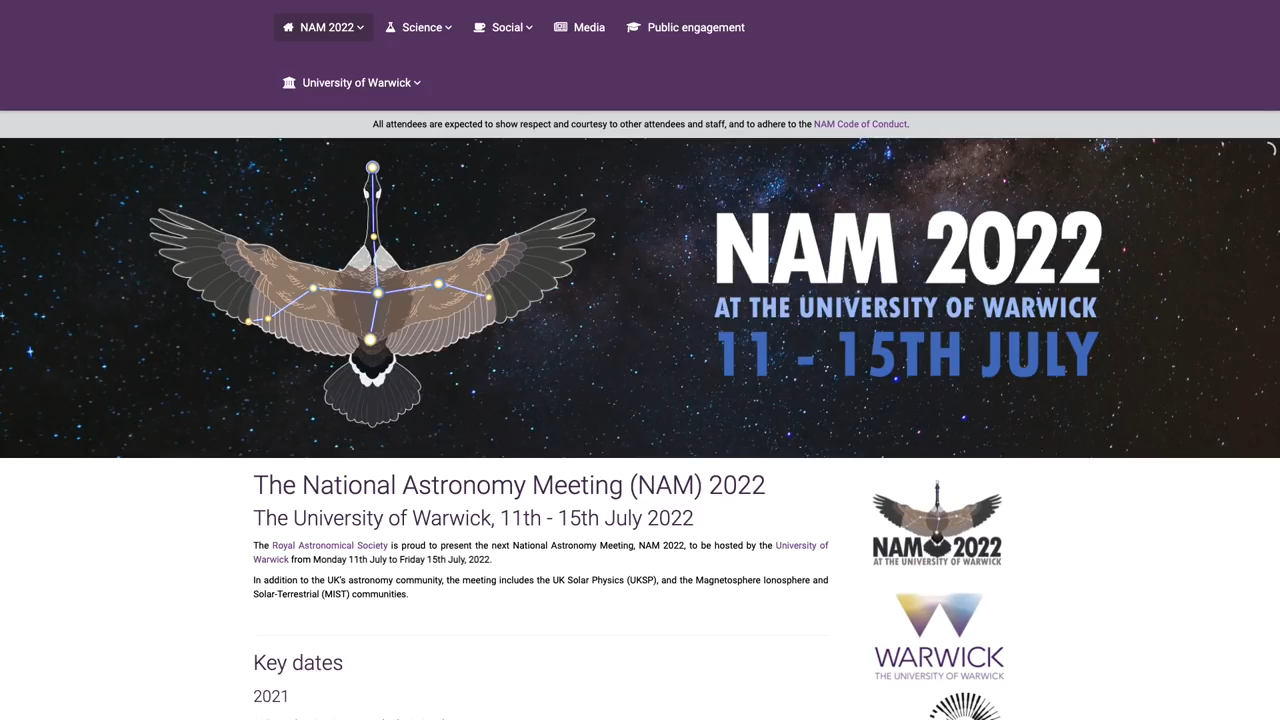 NAM 2022
Science
Social
Media
Public engagement
University of Warwick
All attendees are expected to show respect and courtesy to other attendees and staff, and to adhere to the NAM Code of Conduct.
NAM 2022
AT THE UNIVERSITY OF WARWICK
11 - 15TH JULY
The National Astronomy Meeting (NAM) 2022
The University of Warwick, 11th - 15th July 2022
The Royal Astronomical Society is proud to present the next National Astronomy Meeting, NAM 2022, to be hosted by the University of
Warwick from Monday 11th July to Friday 15th July, 2022.
In addition to the UK's astronomy community, the meeting includes the UK Solar Physics (UKSP), and the Magnetosphere Ionosphere and
Solar-Terrestrial (MIST) communities.
Key dates
2021
NAM 2022
AT THE UNIVERSITY OF WARWICK
WARWICK
THE UNIVERSITY OF WARWICK